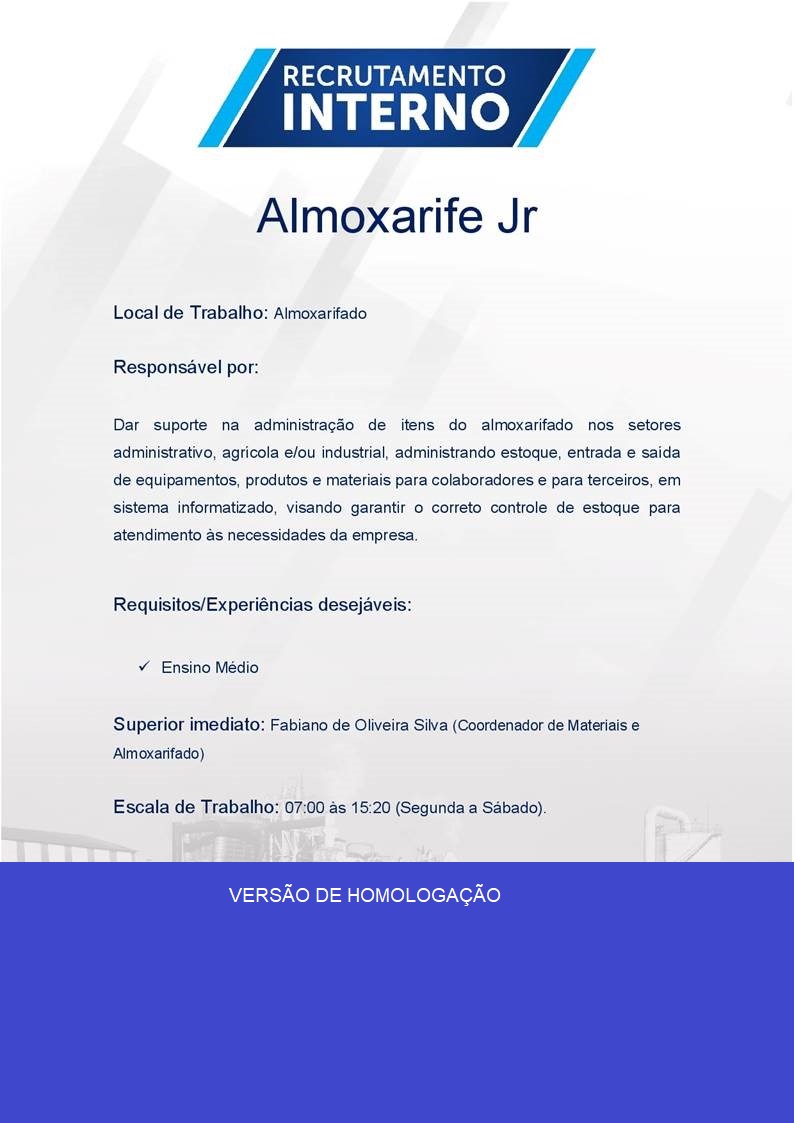 RECRUTAMENTO
INTERNO
Almoxarife Jr
Local de Trabalho: Almoxarifado
Responsável por:
Dar suporte na administração de itens do almoxarifado nos setores
administrativo, agricola e/ou industrial, administrando estoque, entrada e saída
de equipamentos, produtos e materiais para colaboradores e para terceiros, em
sistema informatizado, visando garantir o correto controle de estoque para
atendimento às necessidades da empresa.
Requisitos/Experiências desejáveis:
✓ Ensino Médio
Superior imediato: Fabiano de Oliveira Silva (Coordenador de Materiais e
Almoxarifado)
Escala de Trabalho: 07:00 às 15:20 (Segunda a Sábado).
VERSÃO DE HOMOLOGAÇÃO